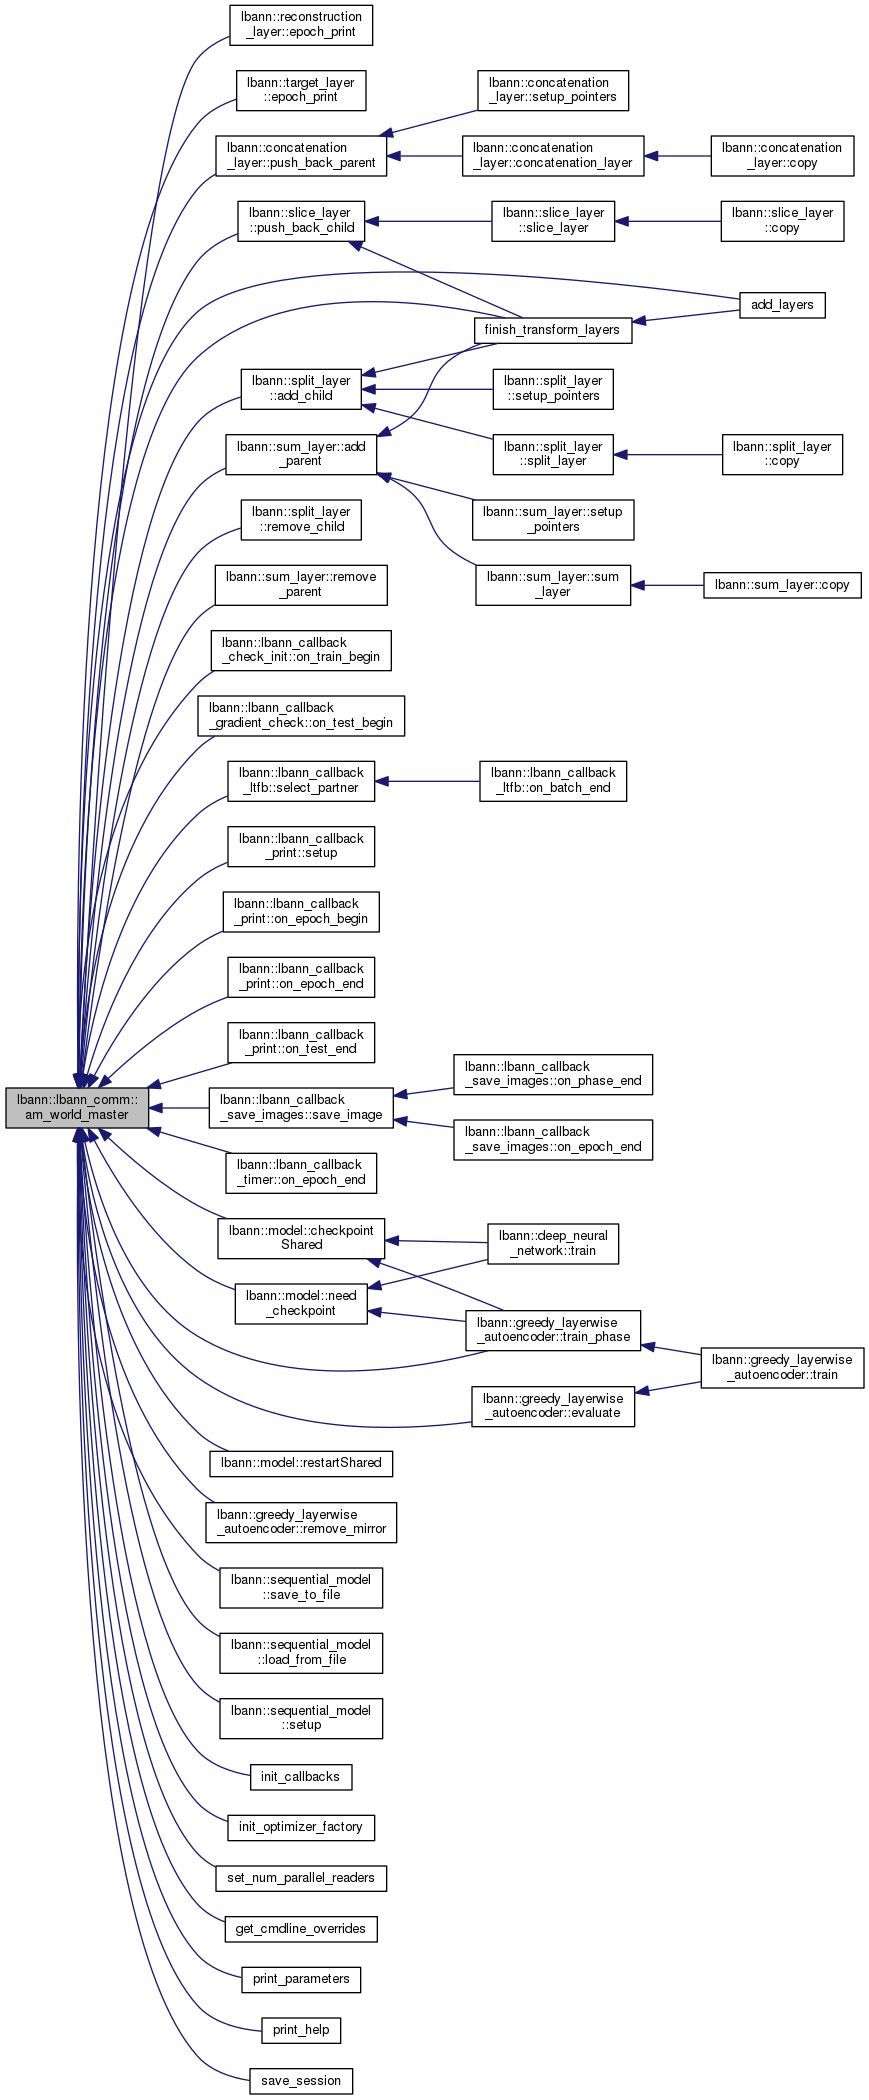 lbann::reconstruction
_layer::epoch_print
lbann::target_layer
::epoch_print
lbann::concatenation
_layer::setup_pointers
lbann::concatenation
_layer::push_back_parent
lbann::concatenation
_layer::concatenation_layer
lbann::concatenation
_layer::copy
lbann::slice_layer
::push_back_child
lbann::slice_layer
::slice_layer
lbann::slice_layer
::copy
add_layers
finish_transform_layers
lbann::split_layer
::add_child
lbann::split_layer
::setup_pointers
lbann::sum_layer::add
_parent
lbann::split_layer
::split_layer
lbann::split_layer
::copy
lbann::split_layer
::remove_child
lbann::sum_layer::setup
_pointers
lbann::sum_layer::remove
_parent
lbann::sum_layer::sum
_layer
lbann::sum_layer::copy
lbann::lbann_callback
_check_init::on_train_begin
lbann::lbann_callback
_gradient_check::on_test_begin
lbann::lbann_callback
_ltfb::select_partner
lbann::lbann_callback
_ltfb::on_batch_end
lbann::lbann_callback
_print::setup
lbann::lbann_callback
_print::on_epoch_begin
lbann::lbann_callback
_print::on_epoch_end
lbann::lbann_callback
_print::on_test_end
lbann::lbann_comm::
am_world_master
lbann::lbann_callback
_save_images::save_image
lbann::lbann_callback
_save_images::on_phase_end
lbann::lbann_callback
_save_images::on_epoch_end
lbann::lbann_callback
_timer::on_epoch_end
lbann::model::checkpoint
Shared
lbann::deep_neural
_network::train
lbann::model::need
_checkpoint
lbann::greedy_layerwise
_autoencoder::train_phase
lbann::greedy_layerwise
_autoencoder::train
lbann::greedy_layerwise
_autoencoder::evaluate
lbann::model::restartShared
lbann::greedy_layerwise
_autoencoder::remove_mirror
lbann::sequential_model
::save_to_file
lbann::sequential_model
::load_from_file
lbann::sequential_model
::setup
init_callbacks
init_optimizer_factory
set_num_parallel_readers
get_cmdline_overrides
print_parameters
print_help
save_session